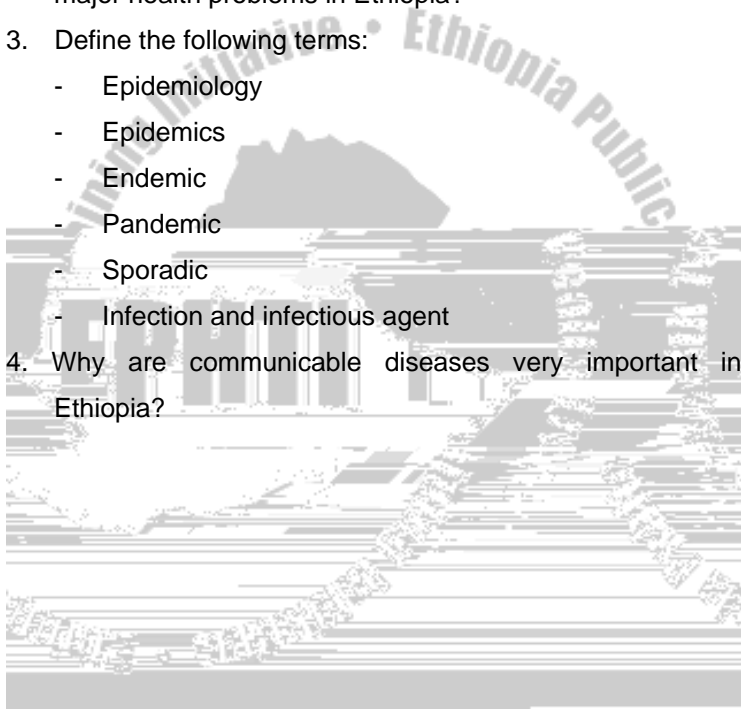 major health problems in Ethiopia?
3. Define the following terms:
- Epidemiology
- Epidemics
- Endemic
- Pandemic
- Sporadic
- Infection and infectious agent
4. Why are communicable diseases very important in
Ethiopia?
Initiative • Ethiopia Public